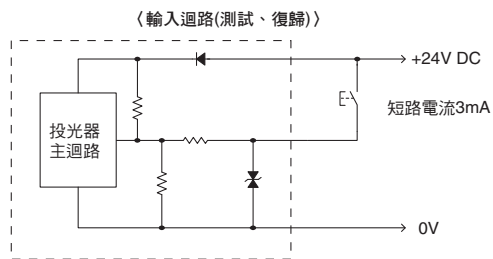 〈輸入迴路(測試、復歸)〉
+24V DC
短路電流3mA
投光器
主迴路
0V